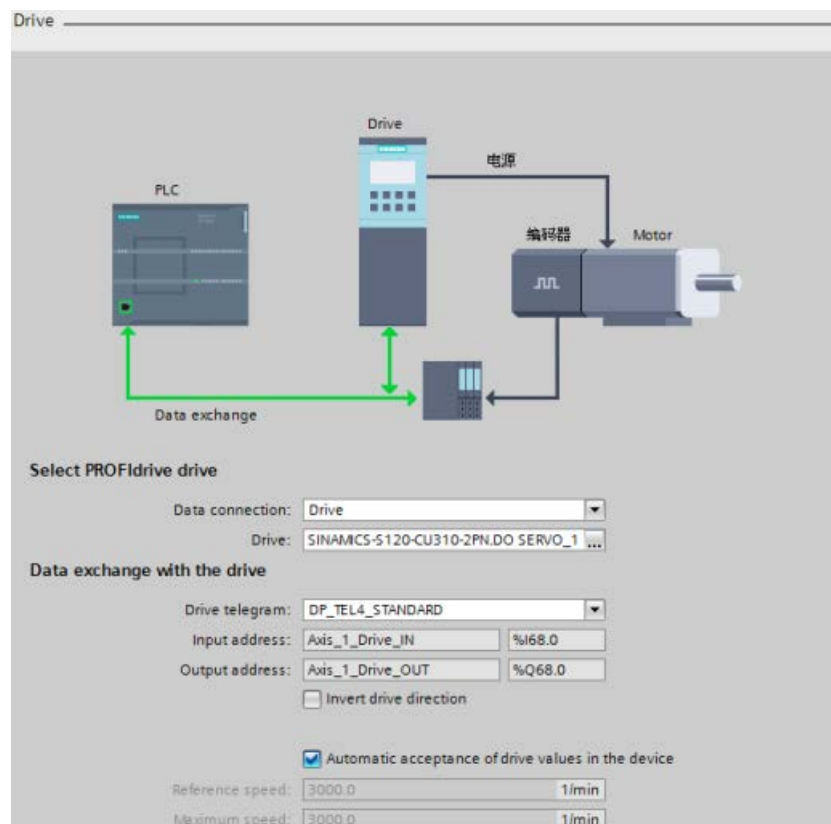 Drive
Drive
电源
PLC
编码器 Motor
Data exchange
Select PROFIdrive drive
Data connection: Drive
Drive: SINAMICS-S120-CU310-2PN.DO SERVO_1 ...
Data exchange with the drive
Drive telegram: DP_TEL4_STANDARD
Input address: Axis_1_Drive_IN %I68.0
Output address: Axis_1_Drive_OUT %Q68.0
Invert drive direction
Automatic acceptance of drive values in the device
Reference speed: 3000.0 1/min
Maximum speed: 3000.0 1/min